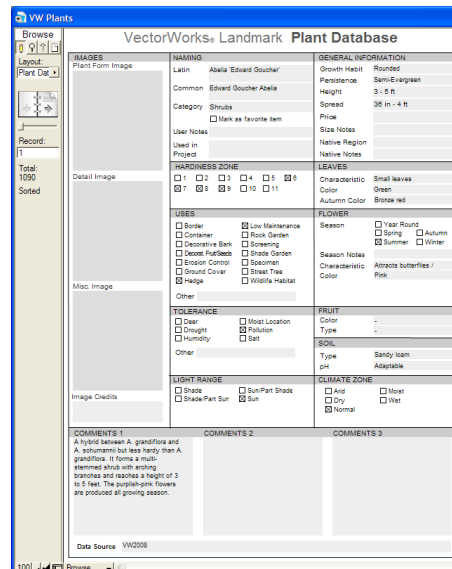 VW Plants
Browse
VectorWorks® Landmark Plant Database
Layout:
Plant Dat
Record:
1
Total:
1090
Sorted
IMAGES
Plant Form Image
Detail Image
Misc. Image
Image Credits
NAMING
Latin Abelia 'Edward Goucher'
Common Edward Goucher Abelia
Category Shrubs
Mark as favorite item
User Notes
Used in
Project
GENERAL INFORMATION
Growth Habit Rounded
Persistence Semi-Evergreen
Height 3 - 5 ft
Spread 36 in - 4 ft
Price
Size Notes
Native Region
Native Notes
HARDINESS ZONE
1 2 3 4 5 6
7 8 9 10 11
LEAVES
Characteristic Small leaves
Color Green
Autumn Color Bronze red
USES
Border Low Maintenance
Container Rock Garden
Decorative Bark Screening
Decorat. Fruit/Seeds Shade Garden
Erosion Control Specimen
Ground Cover Street Tree
Hedge Wildlife Habitat
Other
FLOWER
Season Year Round
Spring Autumn
Summer Winter
Season Notes
Characteristic Attracts butterflies /
Color Pink
TOLERANCE
Deer Moist Location
Drought Pollution
Humidity Salt
Other
FRUIT
Color -
Type -
SOIL
Type Sandy loam
pH Adaptable
LIGHT RANGE
Shade Sun/Part Shade
Shade/Part Sun Sun
CLIMATE ZONE
Arid Moist
Dry Wet
Normal
COMMENTS 1 COMMENTS 2 COMMENTS 3
A hybrid between A. grandiflora and
A. schumannii but less hardy than A.
grandiflora. It forms a multi-
stemmed shrub with arching
branches and reaches a height of 3
to 5 feet. The purplish-pink flowers
are produced all growing season.
Data Source VW2008
100 Browse